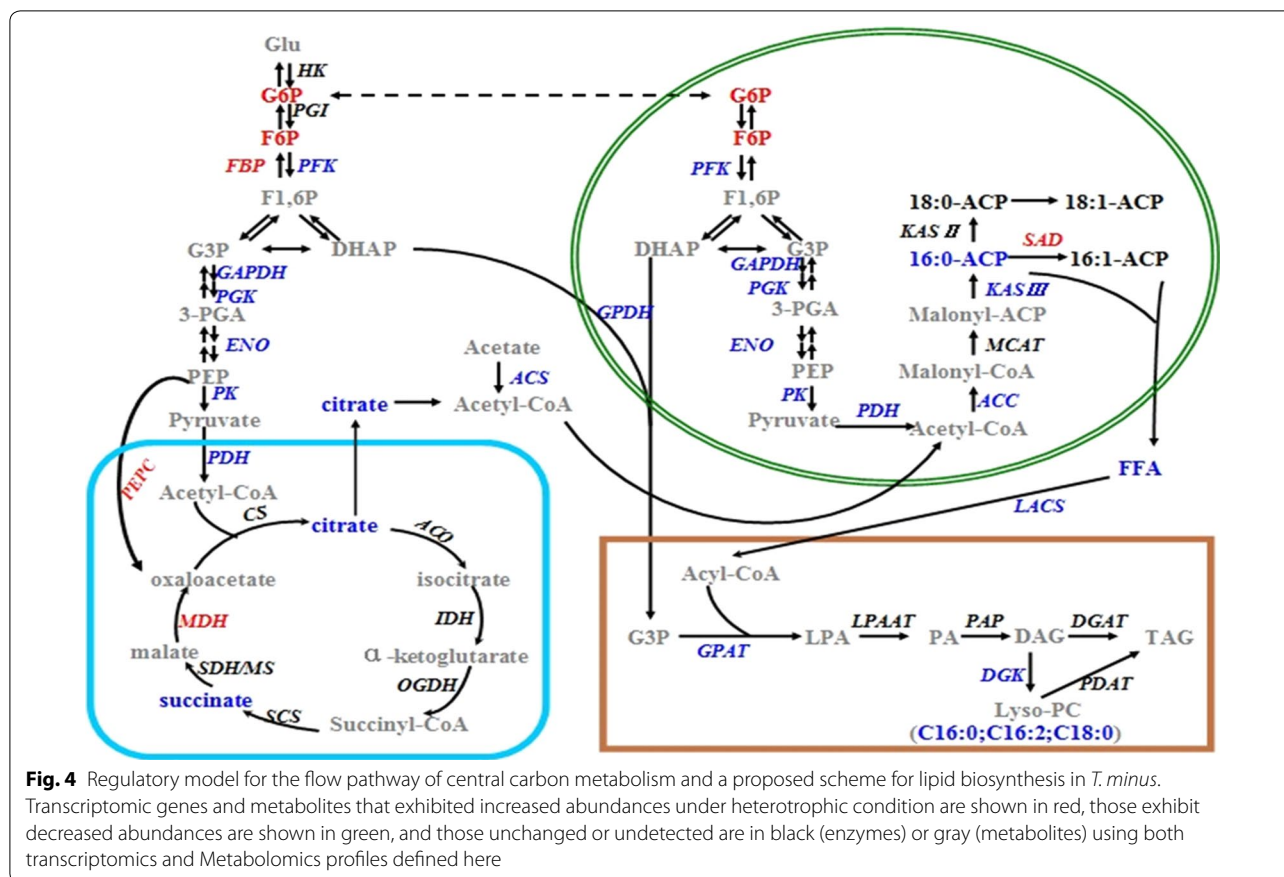 Glu
HK
G6P
PGI
F6P
FBP
PFK
F1,6P
G3P
DHAP
GAPDH
PGK
3-PGA
ENO
PEP
PK
Pyruvate
PEPC
PDH
Acetyl-CoA
CS
citrate
citrate
Acetate
ACS
Acetyl-CoA
ACO
isocitrate
IDH
α-ketoglutarate
OGDH
Succinyl-CoA
SCS
succinate
SDH/MS
malate
MDH
oxaloacetate
G6P
F6P
PFK
F1,6P
DHAP
G3P
GAPDH
PGK
GPDH
3-PGA
ENO
PEP
PK
Pyruvate
PDH
Acetyl-CoA
ACC
Malonyl-CoA
MCAT
Malonyl-ACP
KAS III
16:0-ACP
SAD
16:1-ACP
KAS II
18:0-ACP
18:1-ACP
FFA
LACS
Acyl-CoA
G3P
GPAT
LPA
LPAAT
PA
PAP
DAG
DGAT
TAG
DGK
PDAT
Lyso-PC
(C16:0;C16:2;C18:0)
Fig. 4 Regulatory model for the flow pathway of central carbon metabolism and a proposed scheme for lipid biosynthesis in T. minus.
Transcriptomic genes and metabolites that exhibited increased abundances under heterotrophic condition are shown in red, those exhibit
decreased abundances are shown in green, and those unchanged or undetected are in black (enzymes) or gray (metabolites) using both
transcriptomics and Metabolomics profiles defined here